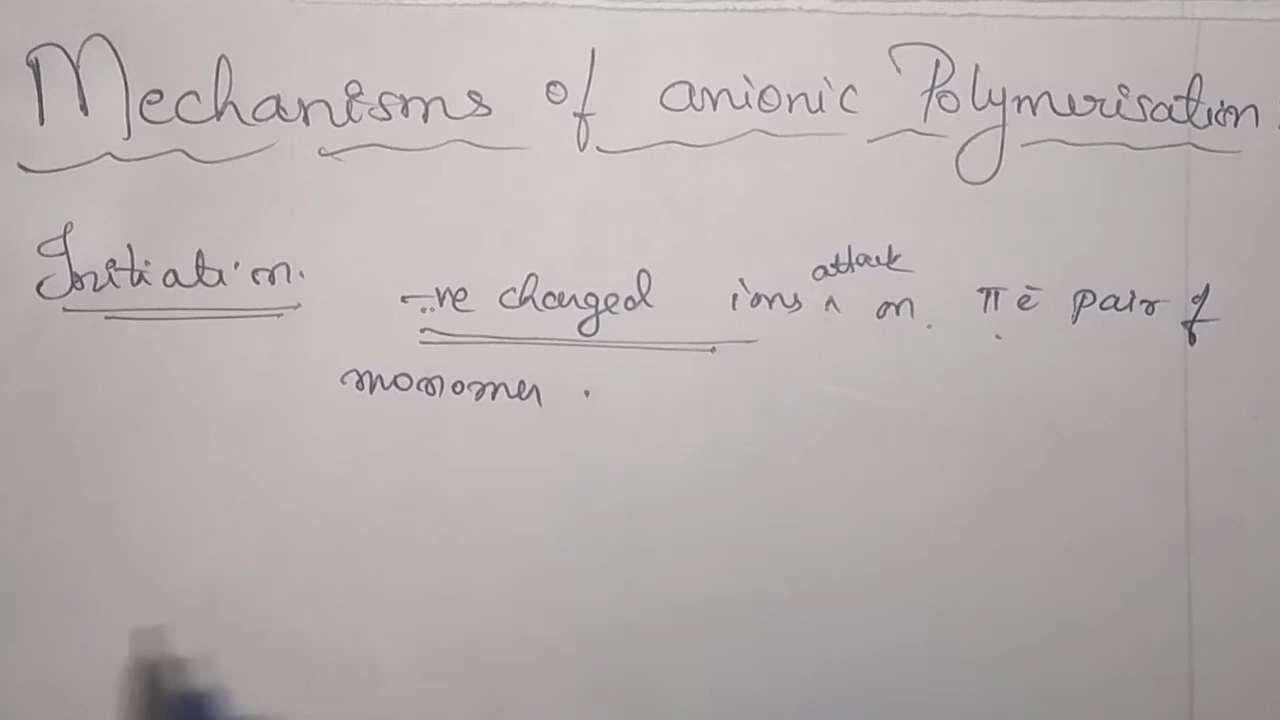 Mechanisms of anionic Polymerisation.
Initiation. -ve charged ions ^ attack on. π ē pair of
monomer.